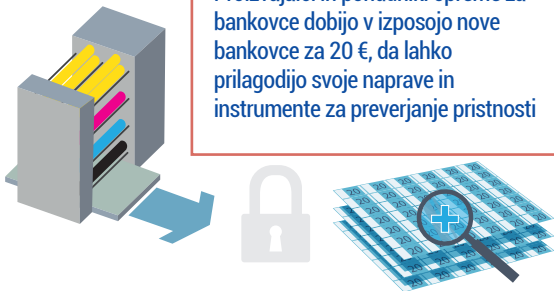 bankovce dobijo v izposojo nove
bankovce za 20 €, da lahko
prilagodijo svoje naprave in
instrumente za preverjanje pristnosti